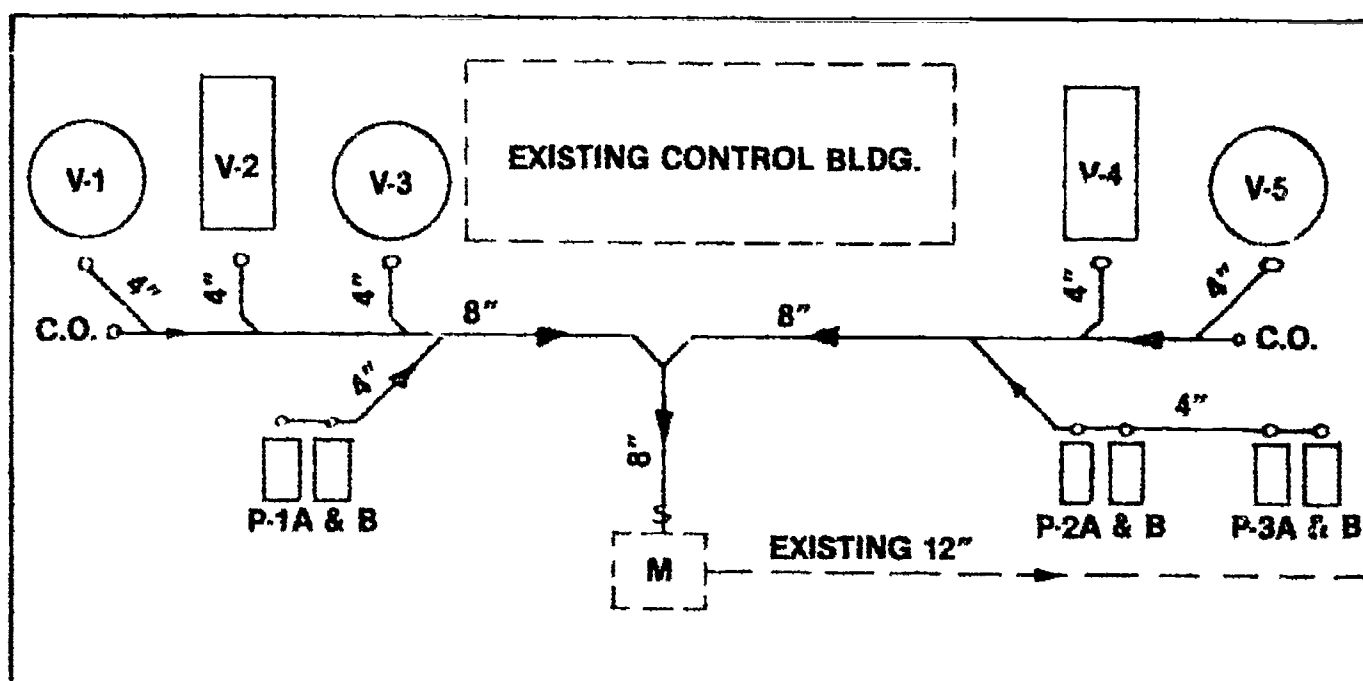 EXISTING CONTROL BLDG.
V-1
V-2
V-3
V-4
V-5
4"
4"
4"
4"
4"
C.O.
8"
8"
C.O.
4"
4"
8"
P-1A & B
P-2A & B
P-3A & B
S
M
EXISTING 12"